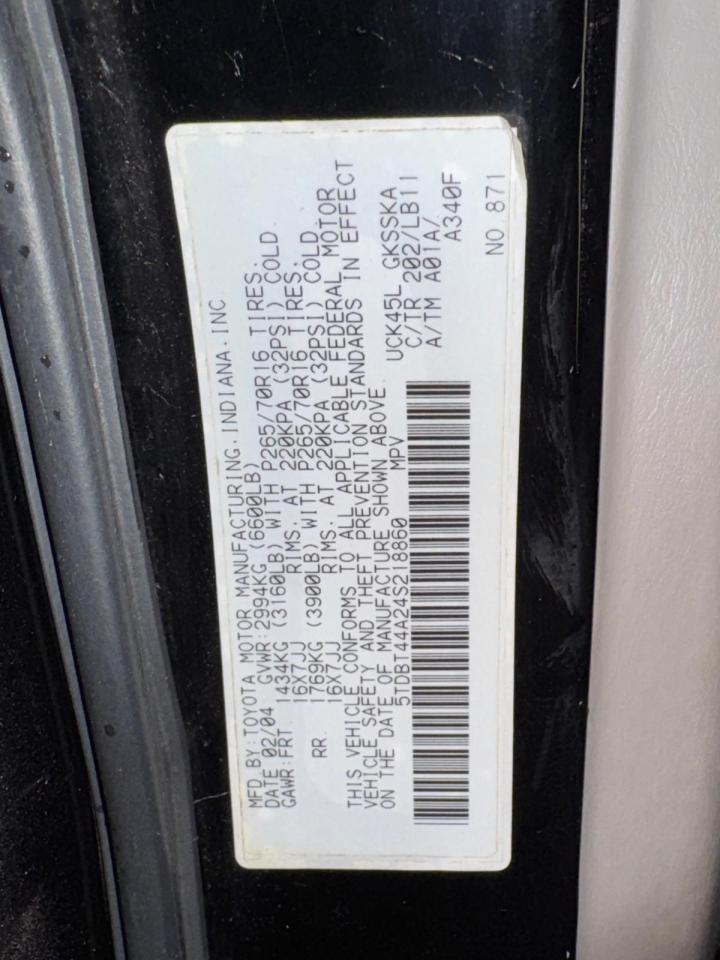 MFD BY:TOYOTA MOTOR MANUFACTURING,INDIANA,INC
DATE 02/04 GVWR:2994KG (6600LB)
GAWR:FRT. 1434KG (3160LB) WITH P265/70R16 TIRES.
16X7JJ RIMS, AT 220KPA (32PSI) COLD
RR. 1769KG (3900LB) WITH P265/70R16 TIRES.
16X7JJ RIMS, AT 220KPA (32PSI) COLD
THIS VEHICLE CONFORMS TO ALL APPLICABLE FEDERAL MOTOR
VEHICLE SAFETY AND THEFT PREVENTION STANDARDS IN EFFECT
ON THE DATE OF MANUFACTURE SHOWN ABOVE.
5TDBT44A24S218860 MPV
UCK45L GKSSKA
C/TR 202/LB11
A/TM A01A/
A340F
NO 871